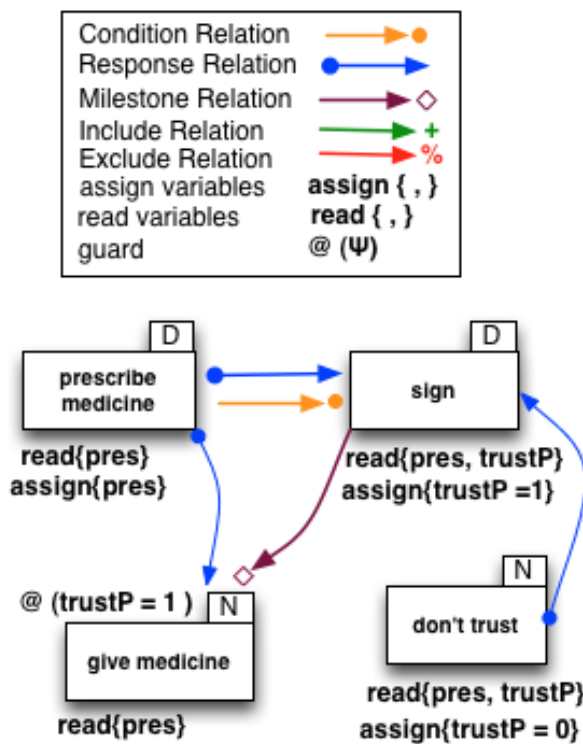 Condition Relation
Response Relation
Milestone Relation
Include Relation +
Exclude Relation %
assign variables assign { , }
read variables read { , }
guard @ (Ψ)
D
prescribe
medicine
read{pres}
assign{pres}
D
sign
read{pres, trustP}
assign{trustP =1}
@ (trustP = 1 )
N
give medicine
read{pres}
N
don't trust
read{pres, trustP}
assign{trustP = 0}